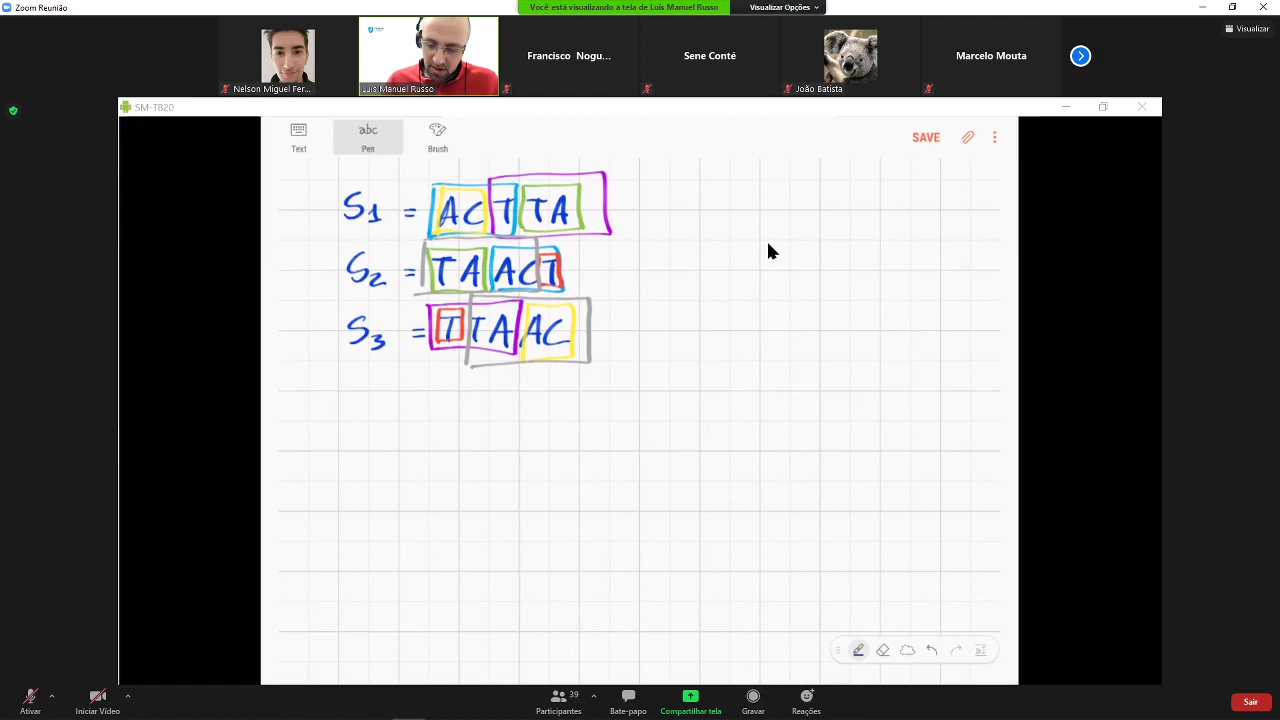 Zoom Reunião
Você está visualizando a tela de Luís Manuel Russo
Visualizar Opções
Visualizar
Nelson Miguel Fer...
Luís Manuel Russo
Francisco Nogu...
Sene Conté
João Batista
Marcelo Mouta
SM-T820
Text
abc
Pen
Brush
SAVE
S1 = ACTTA
S2 = TAACT
S3 = TTAAC
Ativar
Iniciar Vídeo
39
Participantes
Bate-papo
Compartilhar tela
Gravar
Reações
Sair